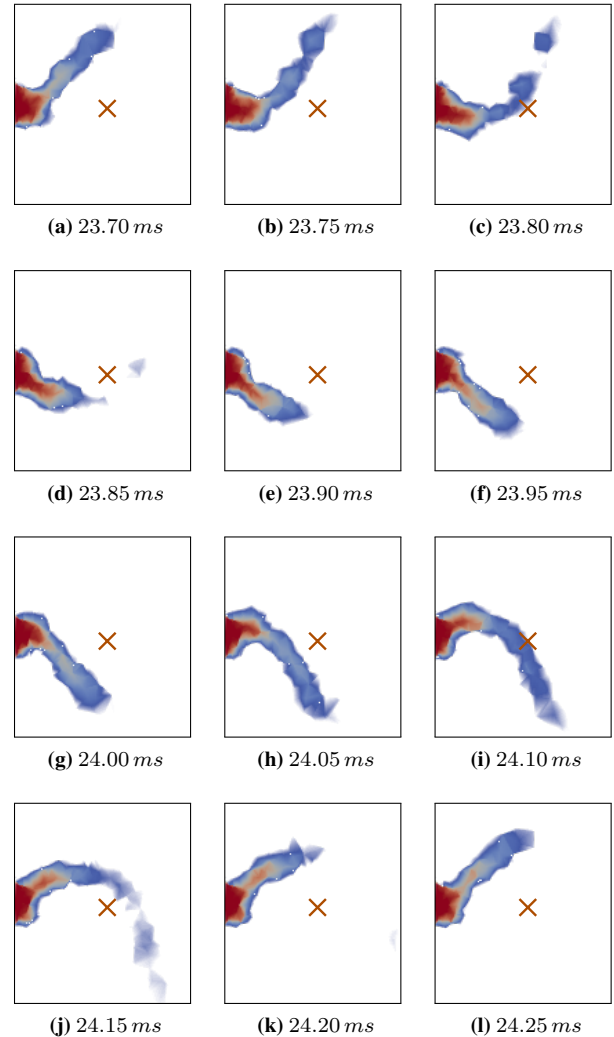 (a) 23.70 ms (b) 23.75 ms (c) 23.80 ms
(d) 23.85 ms (e) 23.90 ms (f) 23.95 ms
(g) 24.00 ms (h) 24.05 ms (i) 24.10 ms
(j) 24.15 ms (k) 24.20 ms (l) 24.25 ms